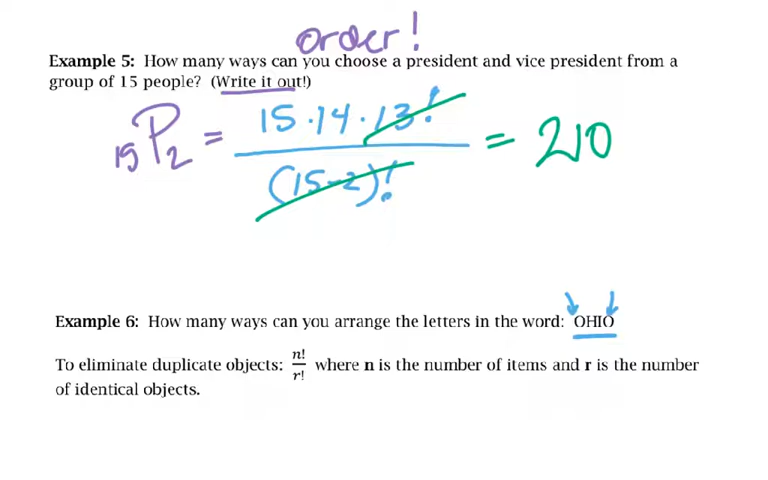 order!
Example 5: How many ways can you choose a president and vice president from a
group of 15 people? (Write it out!)
15P2 = 15·14·13! / (15-2)! = 210
Example 6: How many ways can you arrange the letters in the word: OHIO
To eliminate duplicate objects: n!/r! where n is the number of items and r is the number
of identical objects.